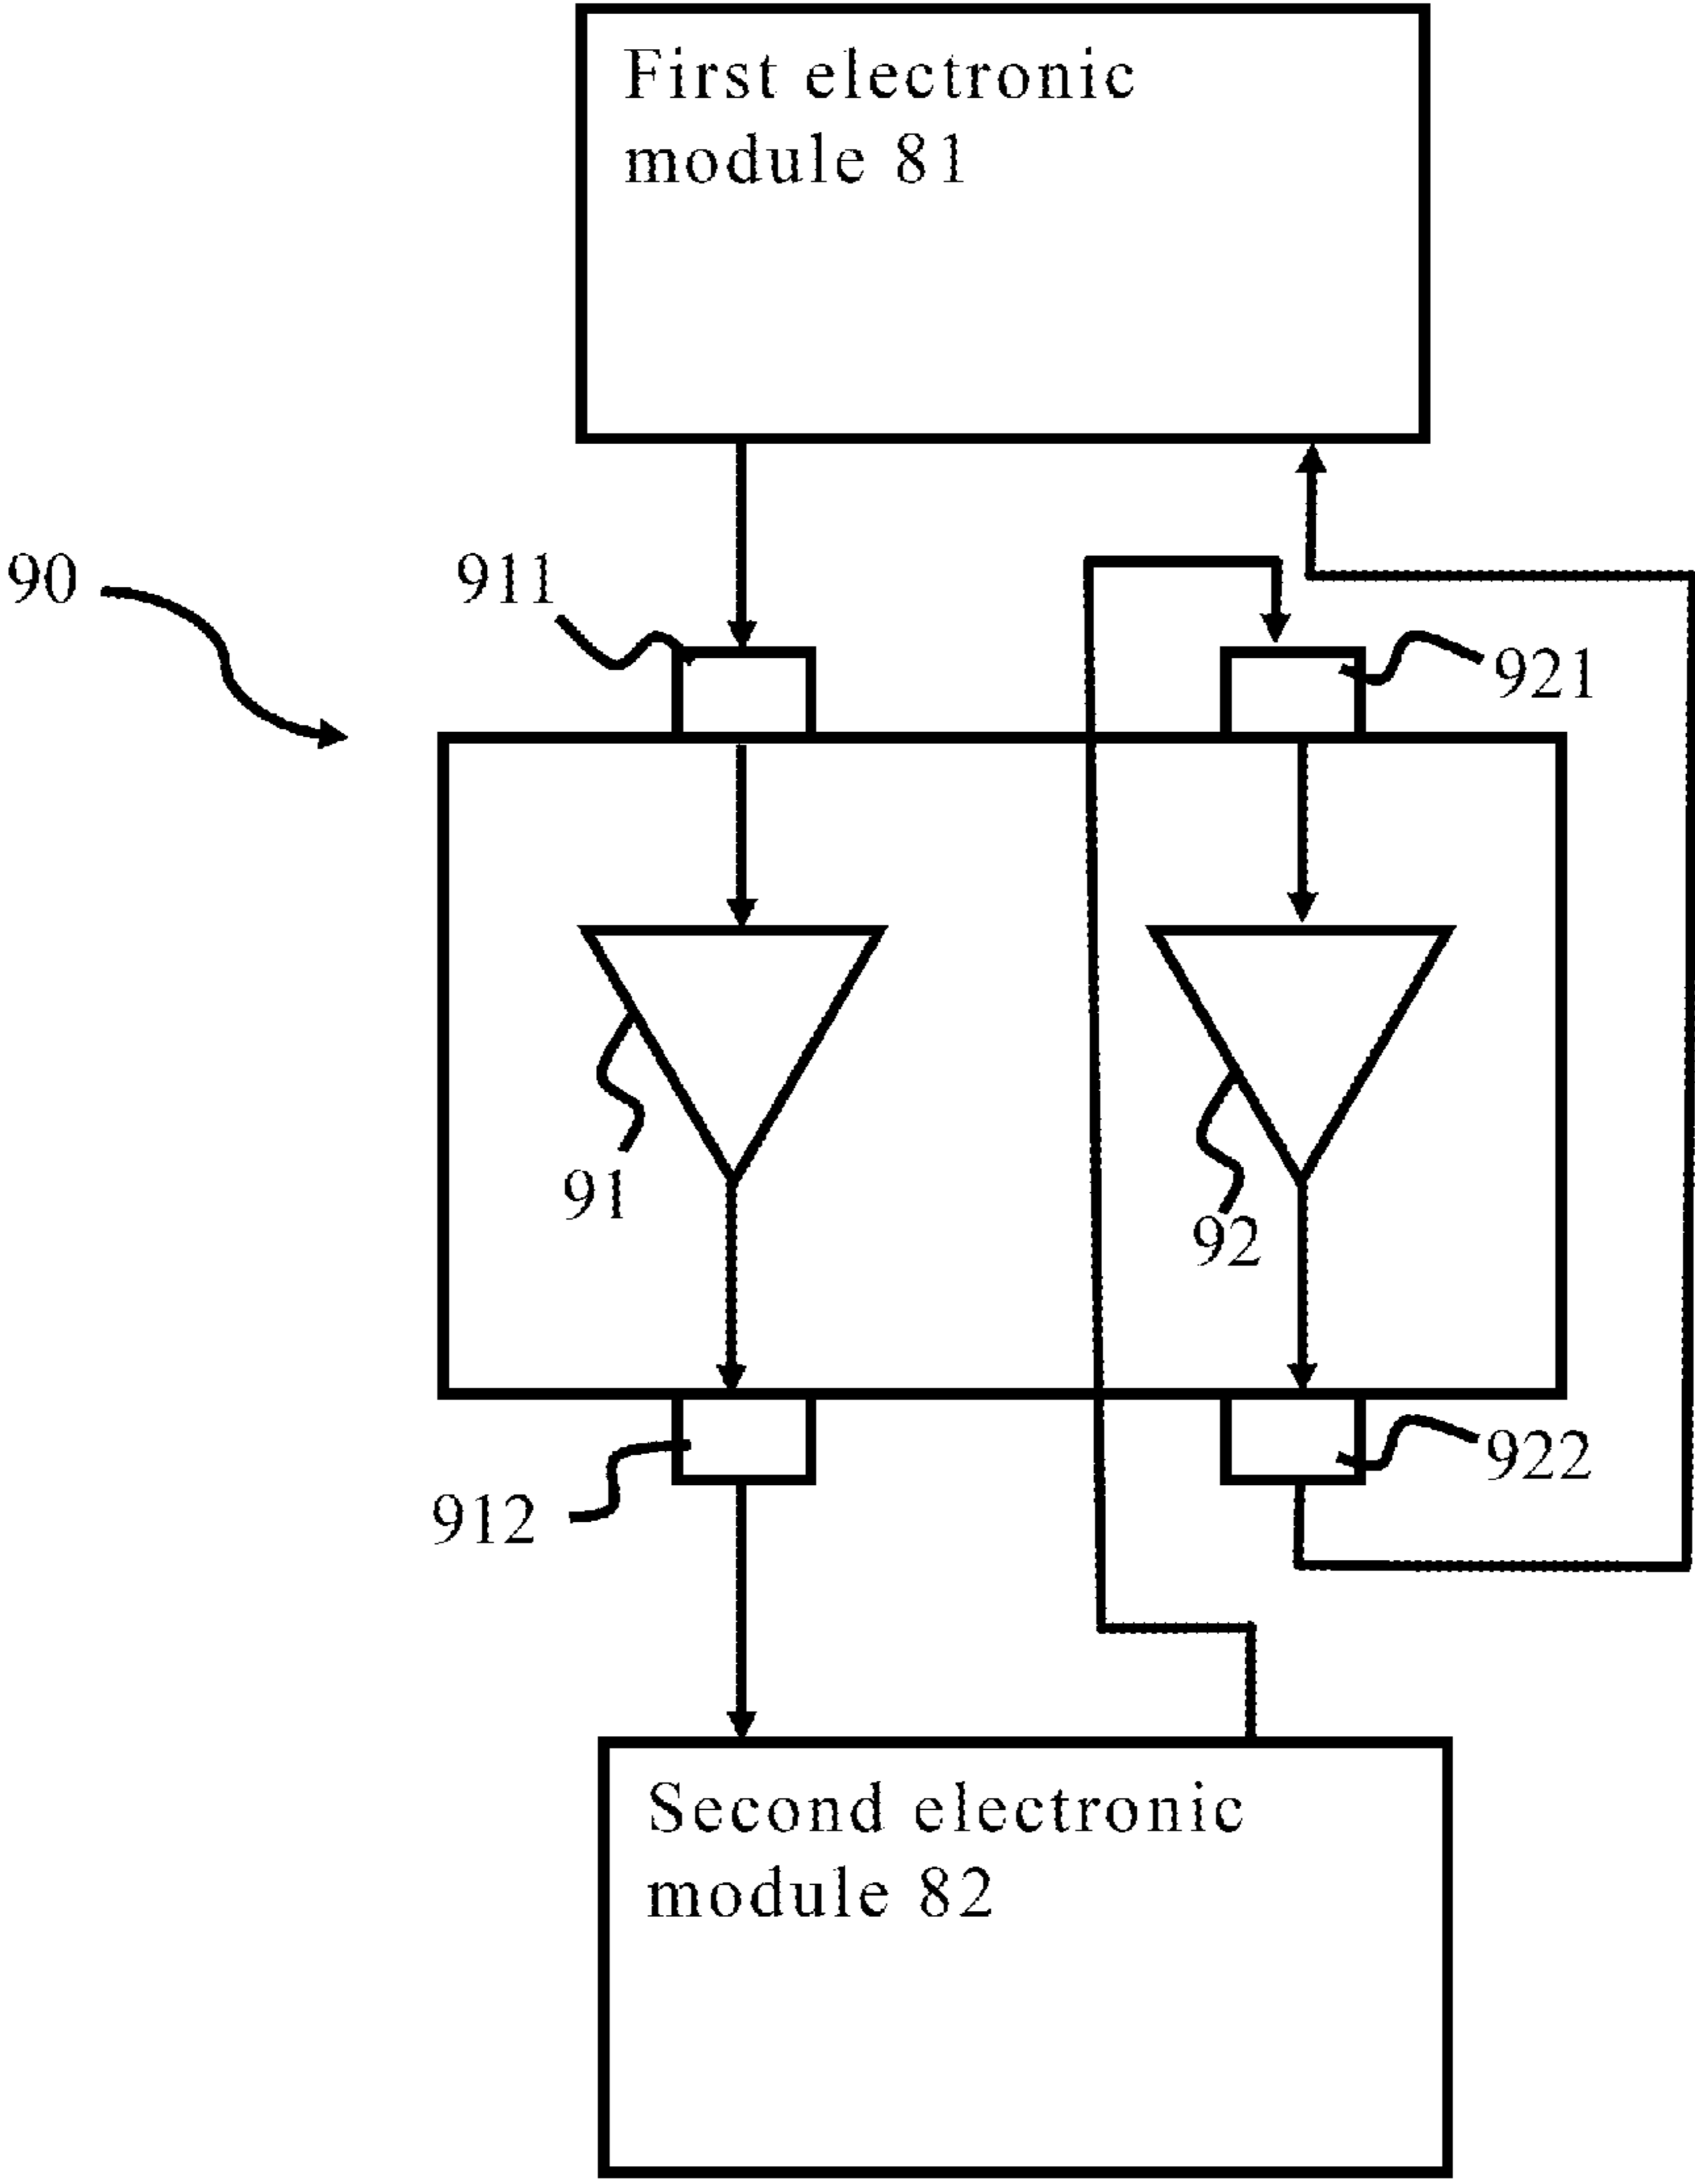 First electronic
module 81
90
911
921
91
92
912
922
Second electronic
module 82